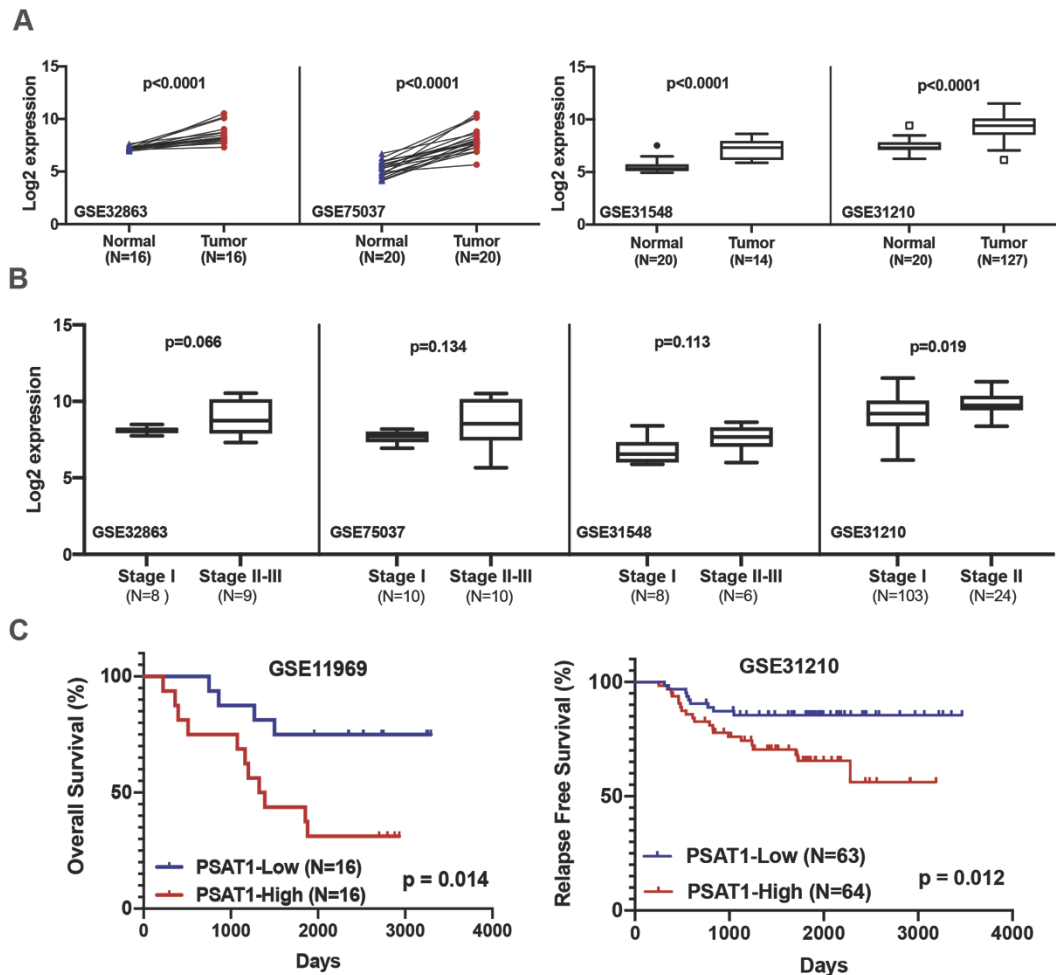 A
Log2 expression
15
10
5
0
p<0.0001
GSE32863
Normal
(N=16)
Tumor
(N=16)
p<0.0001
GSE75037
Normal
(N=20)
Tumor
(N=20)
Log2 expression
15
10
5
0
p<0.0001
GSE31548
Normal
(N=20)
Tumor
(N=14)
p<0.0001
GSE31210
Normal
(N=20)
Tumor
(N=127)
B
Log2 expression
15
10
5
0
p=0.066
GSE32863
Stage I
(N=8 )
Stage II-III
(N=9)
p=0.134
GSE75037
Stage I
(N=10)
Stage II-III
(N=10)
p=0.113
GSE31548
Stage I
(N=8)
Stage II-III
(N=6)
p=0.019
GSE31210
Stage I
(N=103)
Stage II
(N=24)
C
GSE11969
Overall Survival (%)
100
50
0
PSAT1-Low (N=16)
PSAT1-High (N=16)
p = 0.014
0 1000 2000 3000 4000
Days
GSE31210
Relapse Free Survival (%)
100
50
0
PSAT1-Low (N=63)
PSAT1-High (N=64)
p = 0.012
0 1000 2000 3000 4000
Days